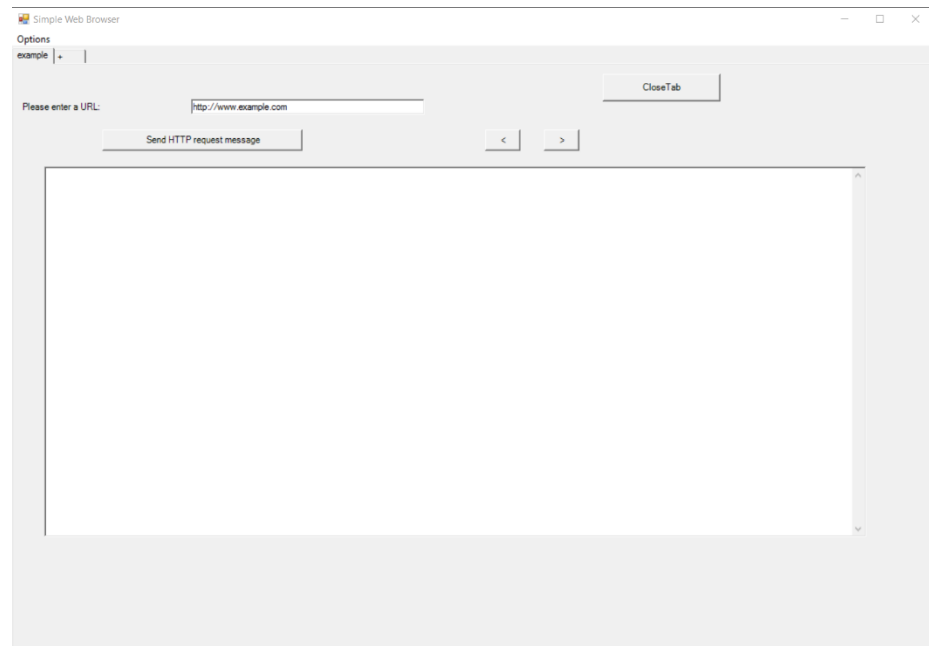 Simple Web Browser
Options
example +
CloseTab
Please enter a URL: http://www.example.com
Send HTTP request message < >